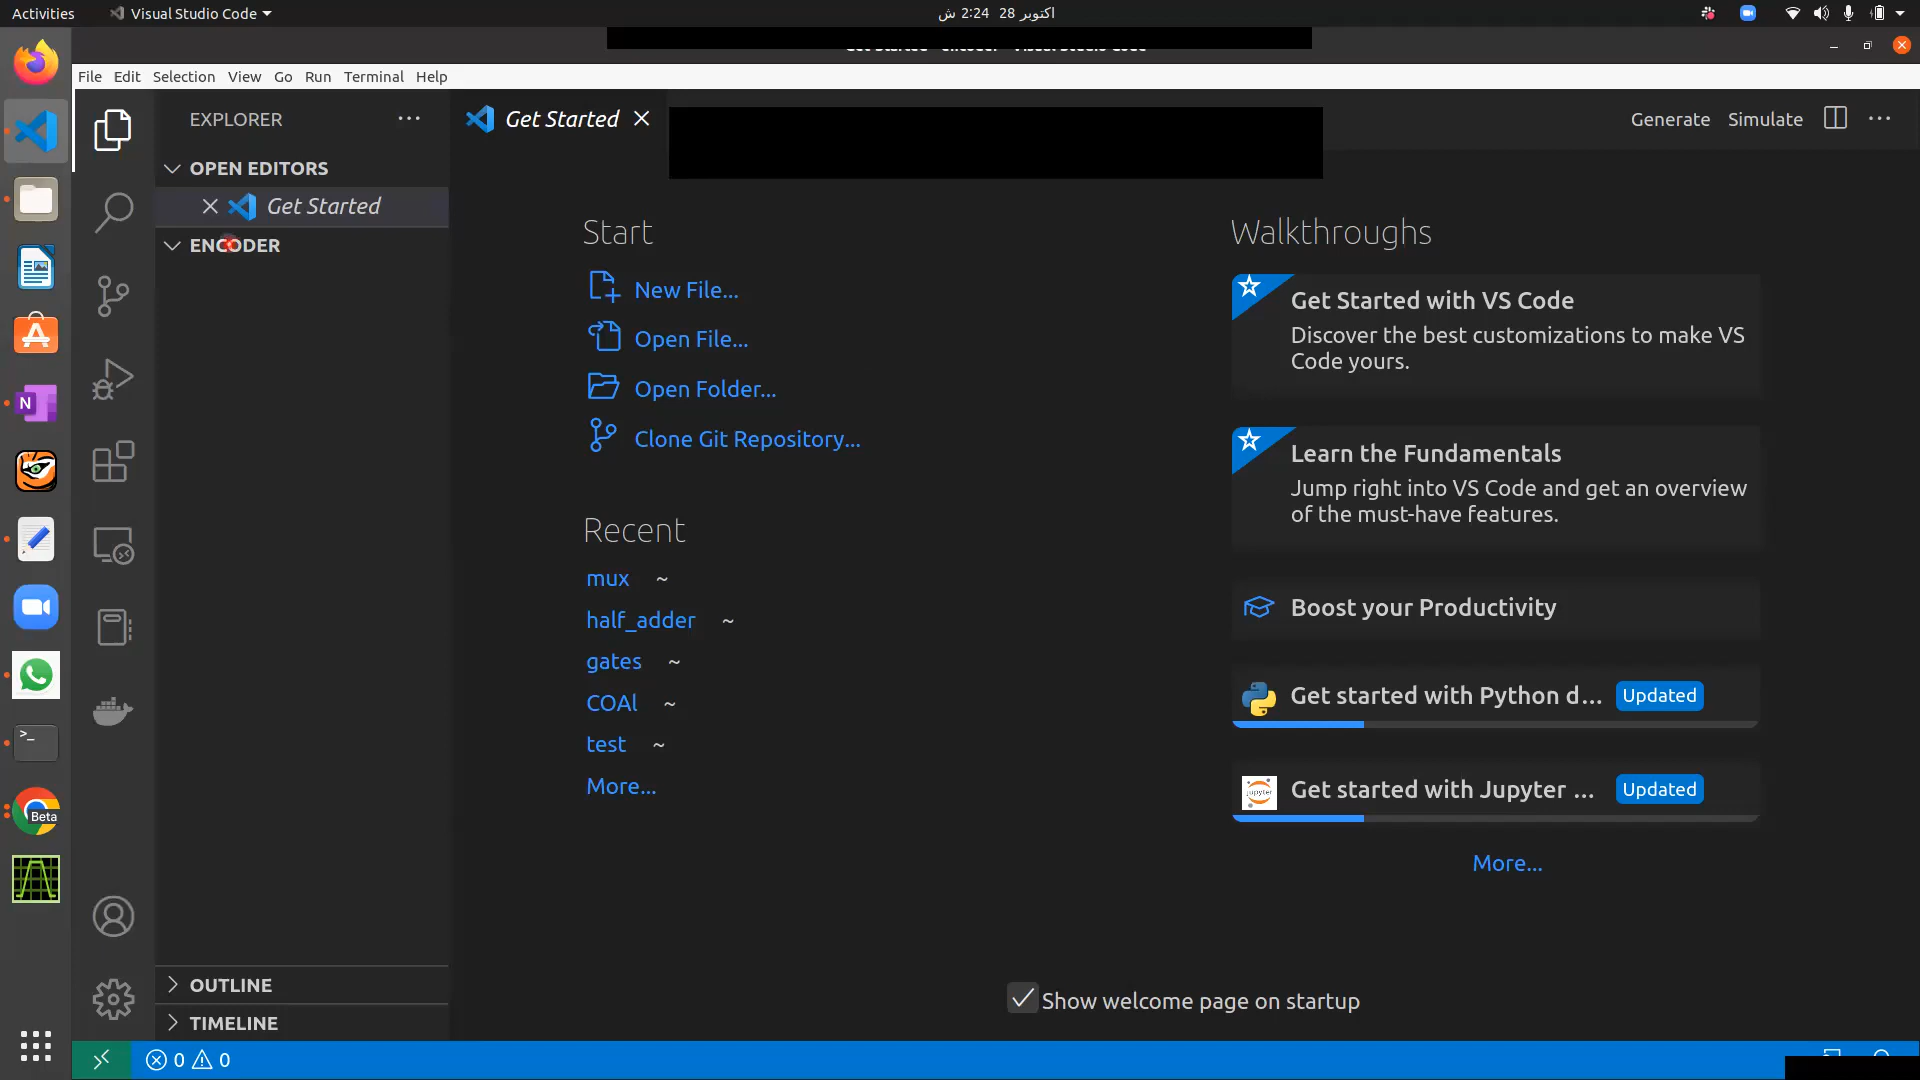 Activities
Visual Studio Code
اکتوبر 28 2:24 ش
File Edit Selection View Go Run Terminal Help
EXPLORER
OPEN EDITORS
Get Started
ENCODER
OUTLINE
TIMELINE
Get Started
Generate
Simulate
Start
New File...
Open File...
Open Folder...
Clone Git Repository...
Recent
mux ~
half_adder ~
gates ~
COAl ~
test ~
More...
Walkthroughs
Get Started with VS Code
Discover the best customizations to make VS
Code yours.
Learn the Fundamentals
Jump right into VS Code and get an overview
of the must-have features.
Boost your Productivity
Get started with Python d... Updated
Get started with Jupyter ... Updated
More...
Show welcome page on startup
0 0
N
>_
Beta
jupyter